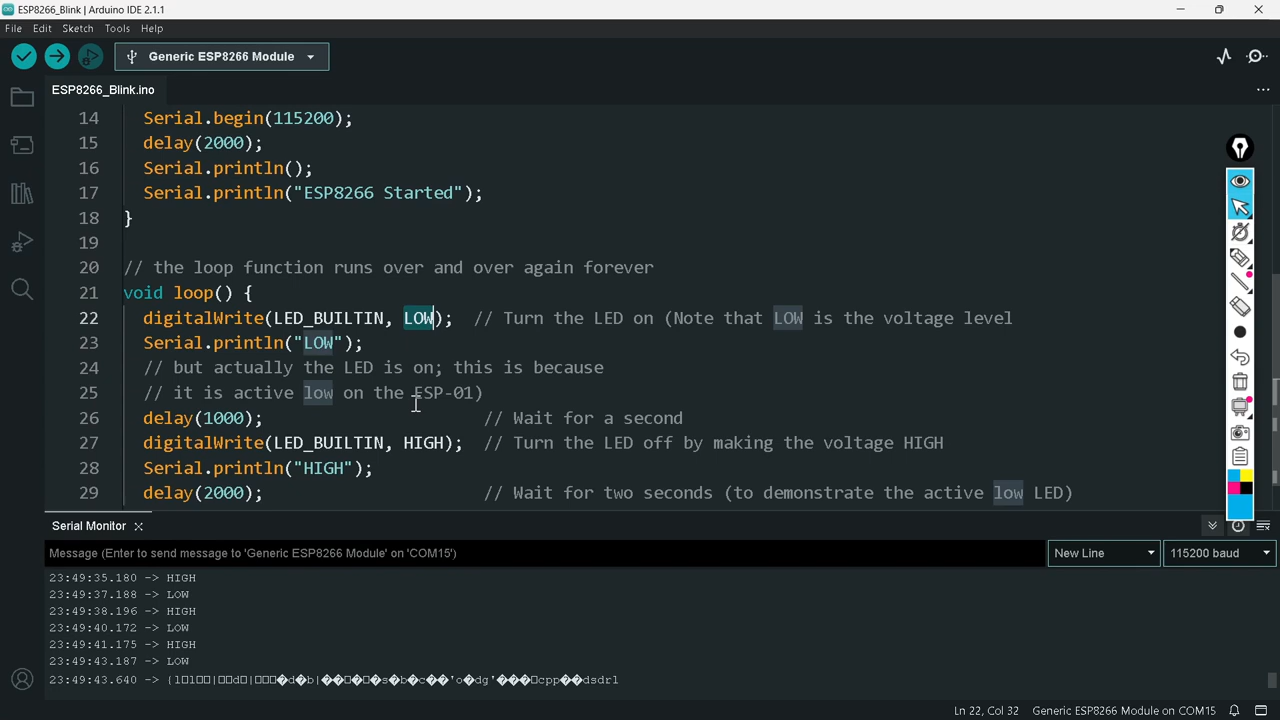 ESP8266_Blink | Arduino IDE 2.1.1
File Edit Sketch Tools Help
Generic ESP8266 Module
ESP8266_Blink.ino
14 Serial.begin(115200);
15 delay(2000);
16 Serial.println();
17 Serial.println("ESP8266 Started");
18 }
19
20 // the loop function runs over and over again forever
21 void loop() {
22 digitalWrite(LED_BUILTIN, LOW); // Turn the LED on (Note that LOW is the voltage level
23 Serial.println("LOW");
24 // but actually the LED is on; this is because
25 // it is active low on the ESP-01)
26 delay(1000); // Wait for a second
27 digitalWrite(LED_BUILTIN, HIGH); // Turn the LED off by making the voltage HIGH
28 Serial.println("HIGH");
29 delay(2000); // Wait for two seconds (to demonstrate the active low LED)
Serial Monitor
Message (Enter to send message to 'Generic ESP8266 Module' on 'COM15')
New Line
115200 baud
23:49:35.180 -> HIGH
23:49:37.188 -> LOW
23:49:38.196 -> HIGH
23:49:40.172 -> LOW
23:49:41.175 -> HIGH
23:49:43.187 -> LOW
23:49:43.640 ->
Ln 22, Col 32 Generic ESP8266 Module on COM15